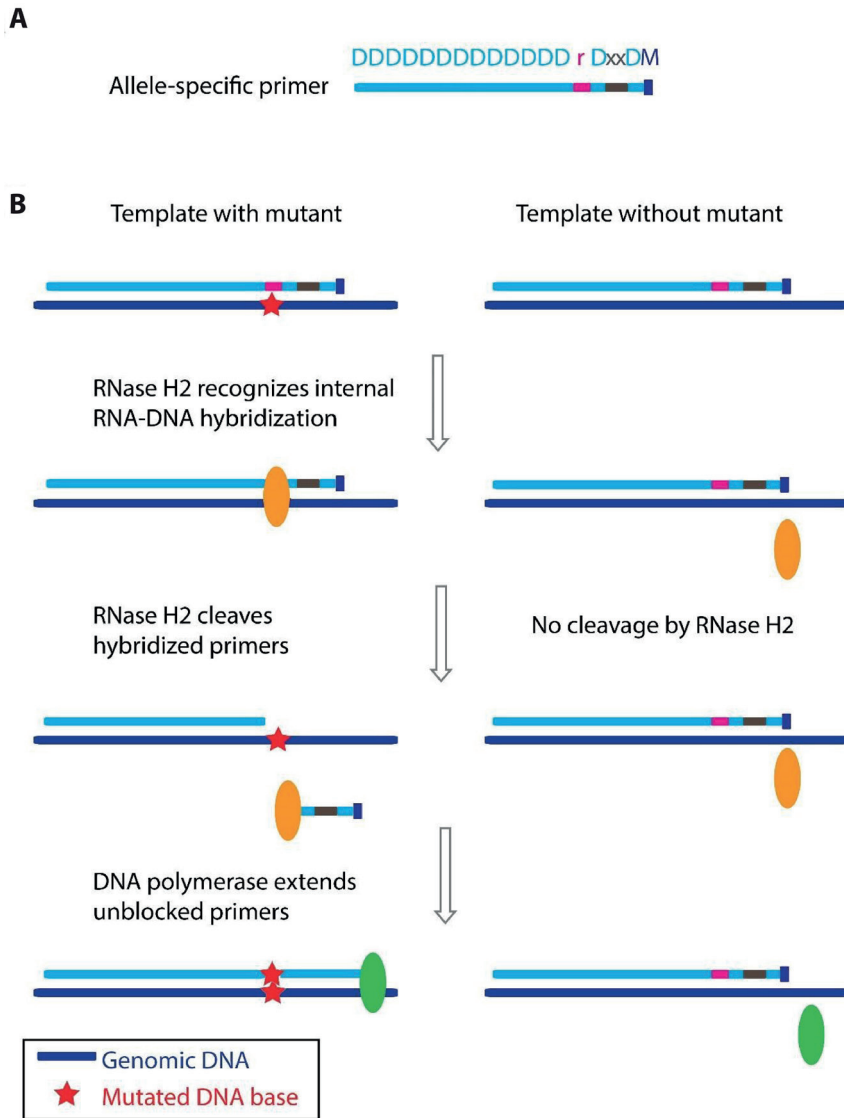 A
DDDDDDDDDDDDDD r DxxDM
Allele-specific primer
B
Template with mutant
Template without mutant
RNase H2 recognizes internal
RNA-DNA hybridization
RNase H2 cleaves
hybridized primers
No cleavage by RNase H2
DNA polymerase extends
unblocked primers
Genomic DNA
Mutated DNA base